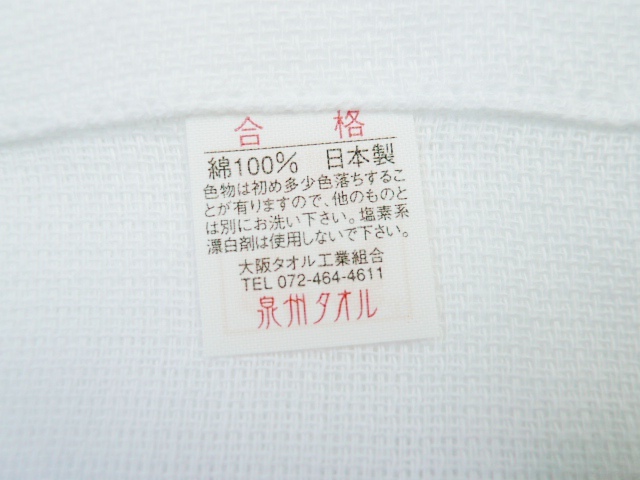 合　格
綿100%　日本製
色物は初め多少色落ちするこ
とが有りますので、他のものと
は別にお洗い下さい。塩素系
漂白剤は使用しないで下さい。
大阪タオル工業組合
TEL 072-464-4611
泉州タオル